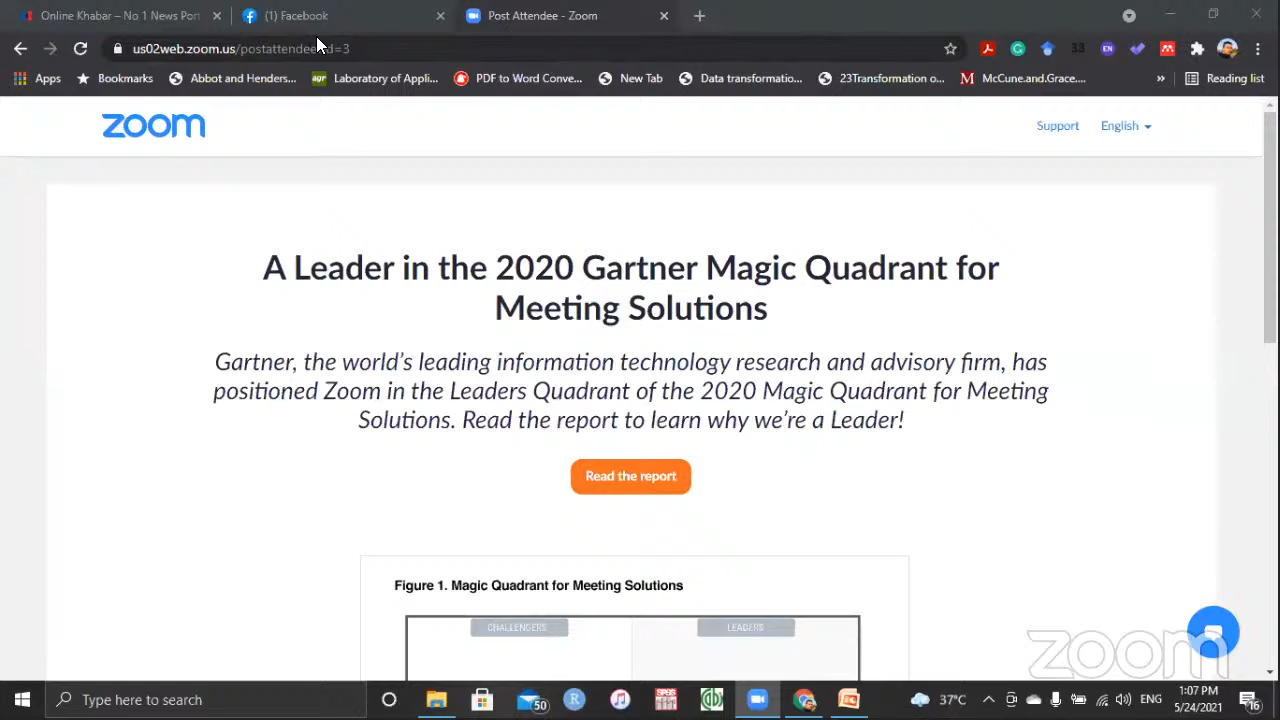 Online Khabar – No 1 News Port
(1) Facebook
Post Attendee - Zoom
us02web.zoom.us/postattendee
=3
Apps
Bookmarks
Abbot and Henders...
Laboratory of Appli...
PDF to Word Conve...
New Tab
Data transformatio...
23Transformation o...
McCune.and.Grace....
Reading list
zoom
Support
English
A Leader in the 2020 Gartner Magic Quadrant for
Meeting Solutions
Gartner, the world's leading information technology research and advisory firm, has
positioned Zoom in the Leaders Quadrant of the 2020 Magic Quadrant for Meeting
Solutions. Read the report to learn why we're a Leader!
Read the report
Figure 1. Magic Quadrant for Meeting Solutions
CHALLENGERS
LEADERS
zoom
Type here to search
50
37°C
ENG
1:07 PM
5/24/2021
16